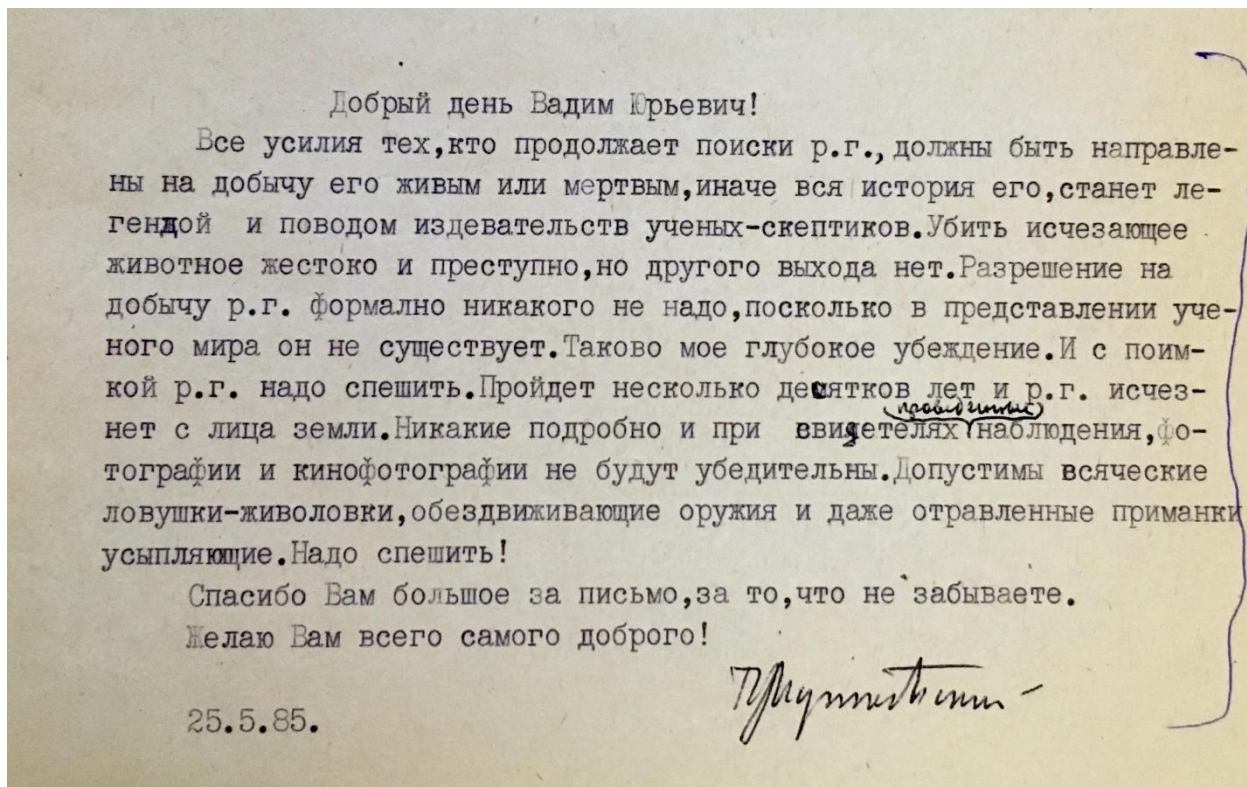 Добрый день Вадим Юрьевич!
Все усилия тех,кто продолжает поиски р.г.,должны быть направле-
ны на добычу его живым или мертвым,иначе вся история его,станет ле-
гендой и поводом издевательств ученых-скептиков.Убить исчезающее
животное жестоко и преступно,но другого выхода нет.Разрешение на
добычу р.г. формално никакого не надо,посколько в представлении уче-
ного мира он не существует.Таково мое глубокое убеждение.И с поим-
кой р.г. надо спешить.Пройдет несколько десятков лет и р.г. исчез-
проведенные
нет с лица земли.Никакие подробно и при свидетелях наблюдения,фо-
тографии и кинофотографии не будут убедительны.Допустимы всяческие
ловушки-живоловки,обездвиживающие оружия и даже отравленные приманки
усыпляющие.Надо спешить!
Спасибо Вам большое за письмо,за то,что не забываете.
Желаю Вам всего самого доброго!
25.5.85.